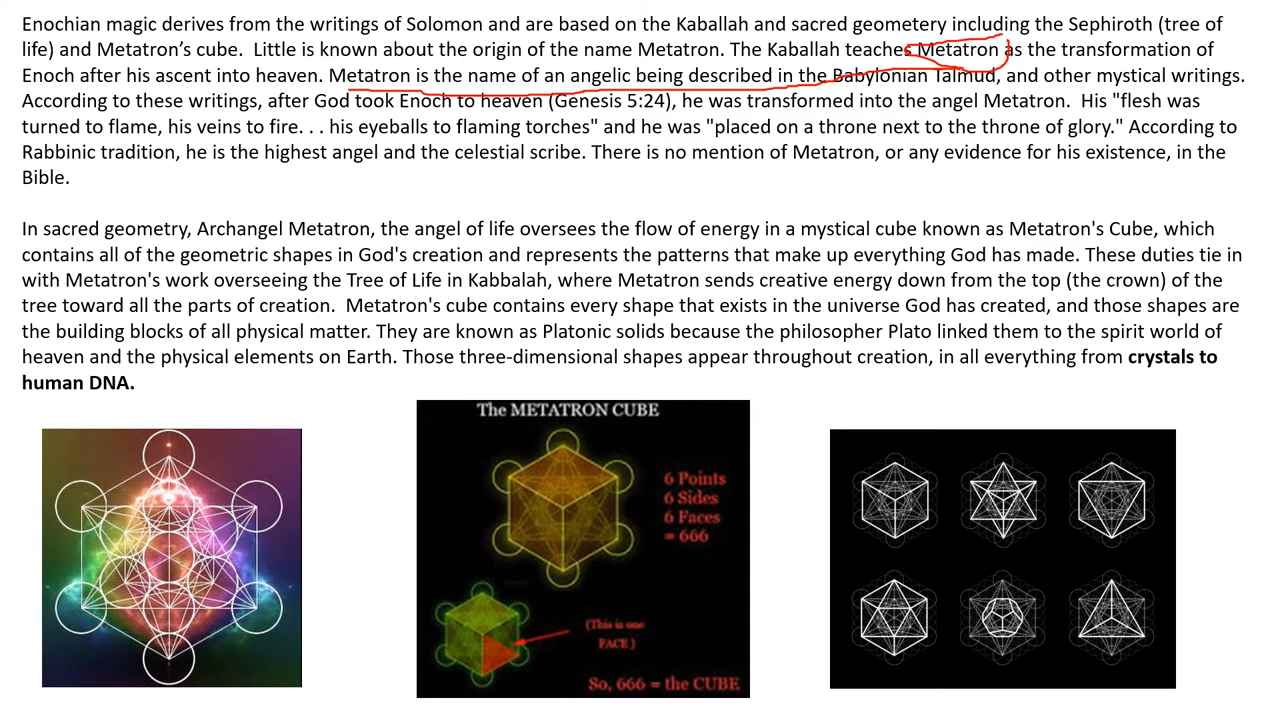 Enochian magic derives from the writings of Solomon and are based on the Kaballah and sacred geometery including the Sephiroth (tree of
life) and Metatron’s cube.  Little is known about the origin of the name Metatron. The Kaballah teaches Metatron as the transformation of
Enoch after his ascent into heaven. Metatron is the name of an angelic being described in the Babylonian Talmud, and other mystical writings.
According to these writings, after God took Enoch to heaven (Genesis 5:24), he was transformed into the angel Metatron.  His "flesh was
turned to flame, his veins to fire. . . his eyeballs to flaming torches" and he was "placed on a throne next to the throne of glory." According to
Rabbinic tradition, he is the highest angel and the celestial scribe. There is no mention of Metatron, or any evidence for his existence, in the
Bible.
In sacred geometry, Archangel Metatron, the angel of life oversees the flow of energy in a mystical cube known as Metatron's Cube, which
contains all of the geometric shapes in God's creation and represents the patterns that make up everything God has made. These duties tie in
with Metatron's work overseeing the Tree of Life in Kabbalah, where Metatron sends creative energy down from the top (the crown) of the
tree toward all the parts of creation.  Metatron's cube contains every shape that exists in the universe God has created, and those shapes are
the building blocks of all physical matter. They are known as Platonic solids because the philosopher Plato linked them to the spirit world of
heaven and the physical elements on Earth. Those three-dimensional shapes appear throughout creation, in all everything from crystals to
human DNA.
The METATRON CUBE
6 Points
6 Sides
6 Faces
= 666
(This is one
FACE)
So, 666 = the CUBE